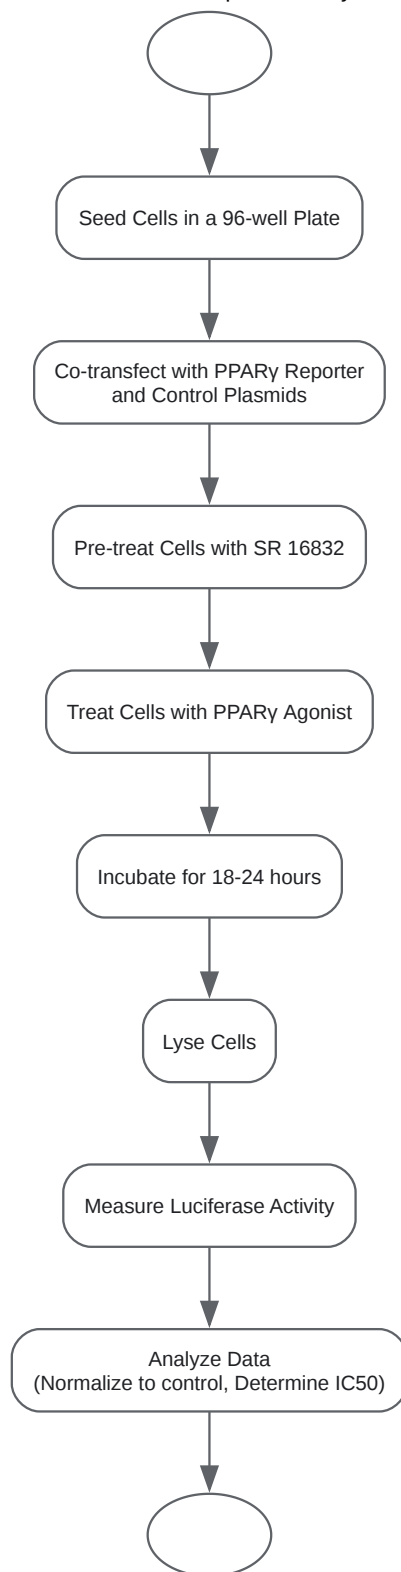 Seed Cells in a 96-well Plate
Co-transfect with PPARγ Reporter
and Control Plasmids
Pre-treat Cells with SR 16832
Treat Cells with PPARγ Agonist
Incubate for 18-24 hours
Lyse Cells
Measure Luciferase Activity
Analyze Data
(Normalize to control, Determine IC50)